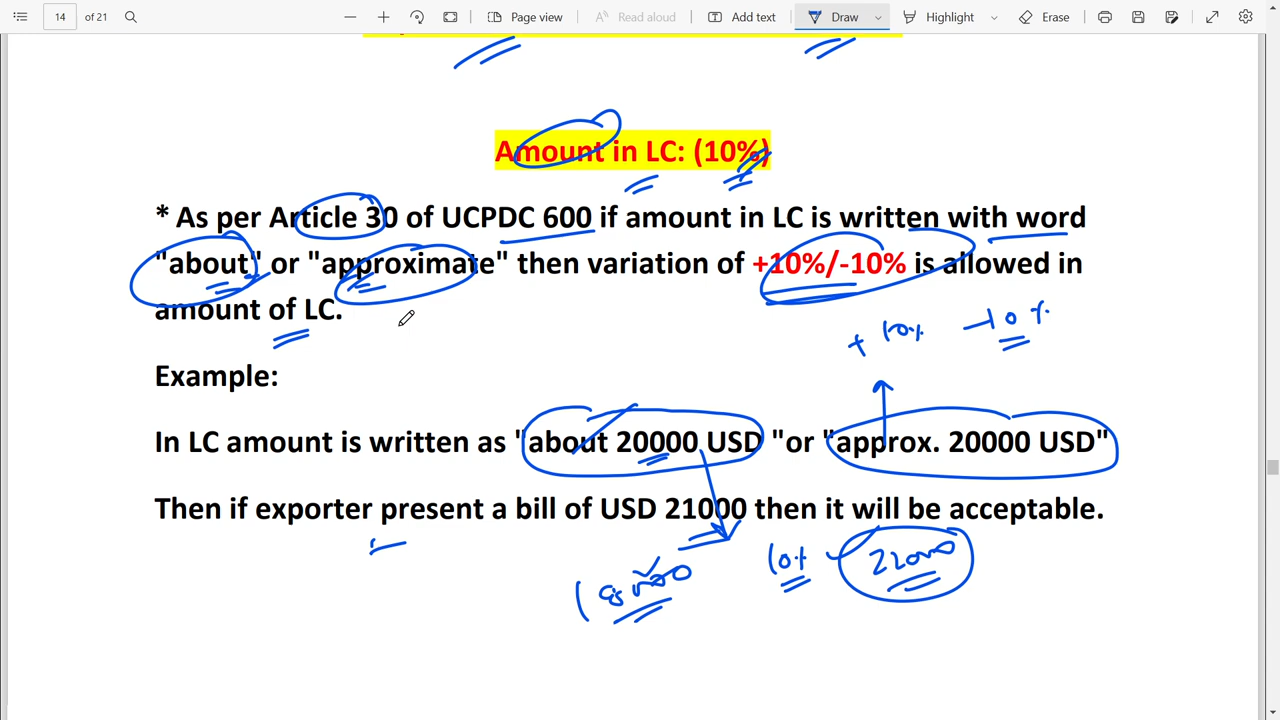 14 of 21 Page view Read aloud Add text Draw Highlight Erase
Amount in LC: (10%)
* As per Article 30 of UCPDC 600 if amount in LC is written with word
"about" or "approximate" then variation of +10%/-10% is allowed in
amount of LC.
+ 10% -10%
Example:
In LC amount is written as "about 20000 USD "or "approx. 20000 USD"
Then if exporter present a bill of USD 21000 then it will be acceptable.
10% 22000
18000